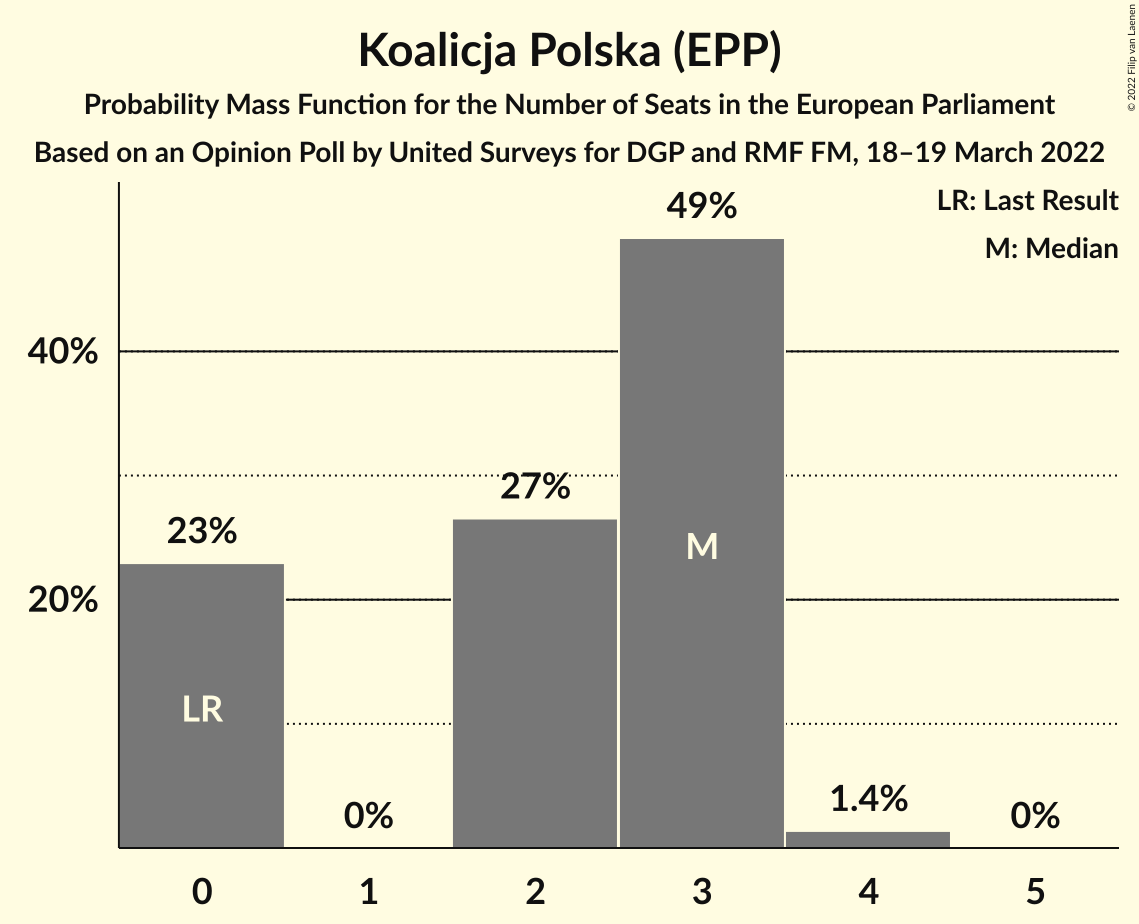 Koalicja Polska (EPP)
Probability Mass Function for the Number of Seats in the European Parliament
Based on an Opinion Poll by United Surveys for DGP and RMF FM, 18–19 March 2022
© 2022 Filip van Laenen
LR: Last Result
M: Median
49%
40%
27%
23%
M
20%
LR
1.4%
0%
0%
0 1 2 3 4 5